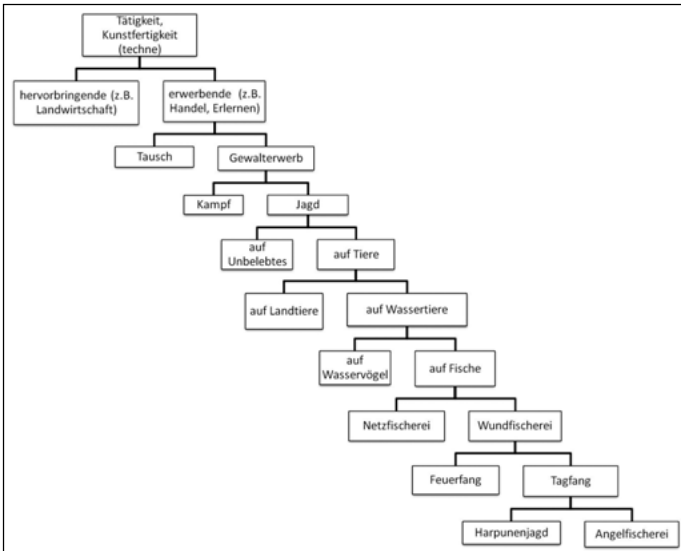 Tätigkeit,
Kunstfertigkeit
(techne)
hervorbringende (z.B.
Landwirtschaft)
erwerbende (z.B.
Handel, Erlernen)
Tausch
Gewalterwerb
Kampf
Jagd
auf
Unbelebtes
auf Tiere
auf Landtiere
auf Wassertiere
auf
Wasservögel
auf Fische
Netzfischerei
Wundfischerei
Feuerfang
Tagfang
Harpunenjagd
Angelfischerei